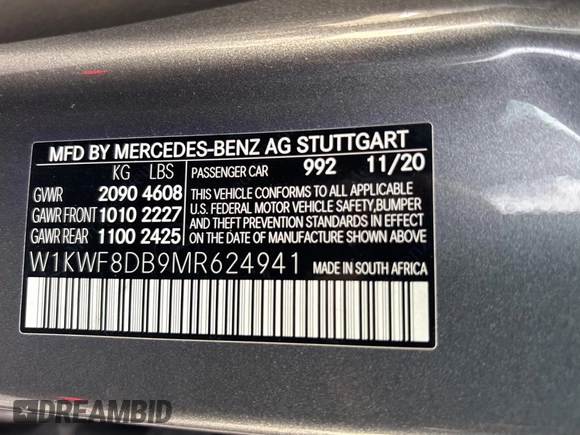 MFD BY MERCEDES-BENZ AG STUTTGART
KG LBS PASSENGER CAR 992 11/20
GVWR 2090 4608
GAWR FRONT 1010 2227
GAWR REAR 1100 2425
THIS VEHICLE CONFORMS TO ALL APPLICABLE
U.S. FEDERAL MOTOR VEHICLE SAFETY,BUMPER
AND THEFT PREVENTION STANDARDS IN EFFECT
ON THE DATE OF MANUFACTURE SHOWN ABOVE.
W1KWF8DB9MR624941 MADE IN SOUTH AFRICA
DREAMBID